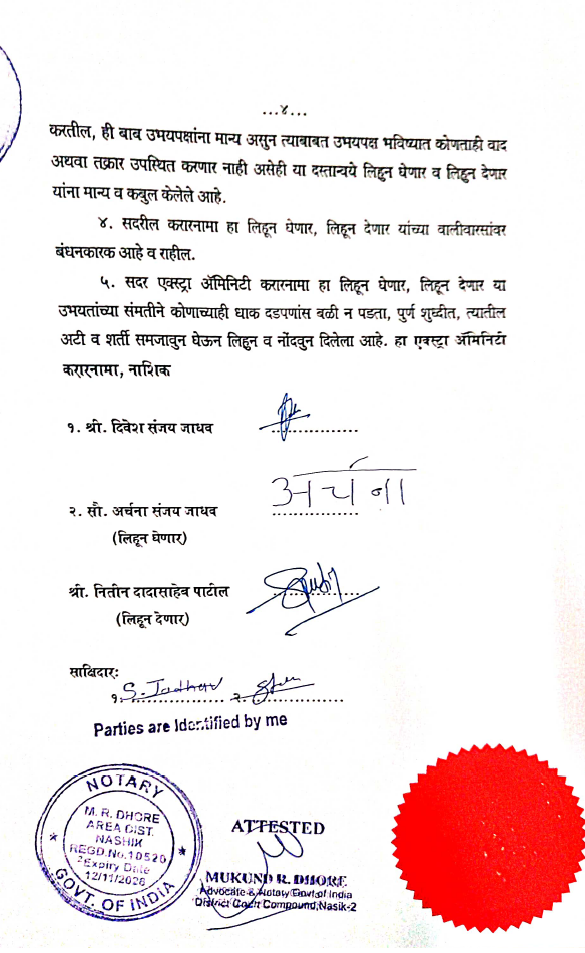 ...४...
करतील, ही बाब उभयपक्षांना मान्य असुन त्याबाबत उभयपक्ष भविष्यात कोणताही वाद
अथवा तक्रार उपस्थित करणार नाही असेही या दस्तान्वये लिहुन घेणार व लिहुन देणार
यांना मान्य व कबुल केलेले आहे.
४. सदरील करारनामा हा लिहून घेणार, लिहून देणार यांच्या वालीवारसांवर
बंधनकारक आहे व राहील.
५. सदर एक्स्ट्रा ॲमिनिटी करारनामा हा लिहून घेणार, लिहून देणार या
उभयतांच्या संमतीने कोणाच्याही धाक दडपणांस बळी न पडता, पुर्ण शुध्दीत, त्यातील
अटी व शर्ती समजावुन घेऊन लिहुन व नोंदवुन दिलेला आहे. हा एक्स्ट्रा ॲमिनिटी
करारनामा, नाशिक
१. श्री. दिवेश संजय जाधव ..................
अर्चना
२. सौ. अर्चना संजय जाधव ..................
(लिहून घेणार)
श्री. नितीन दादासाहेब पाटील ..................
(लिहून देणार)
साक्षिदार:
१. S. Jadhav .................. २. ..................
Parties are Identified by me
NOTARY
M. R. DHORE
AREA DIST.
NASHIK
REGD.No.10520
Expiry Date
12/11/2028
GOVT. OF INDIA
ATTESTED
MUKUND R. DHORE
Advocate & Notary Govt of India
District Court Compound, Nasik-2